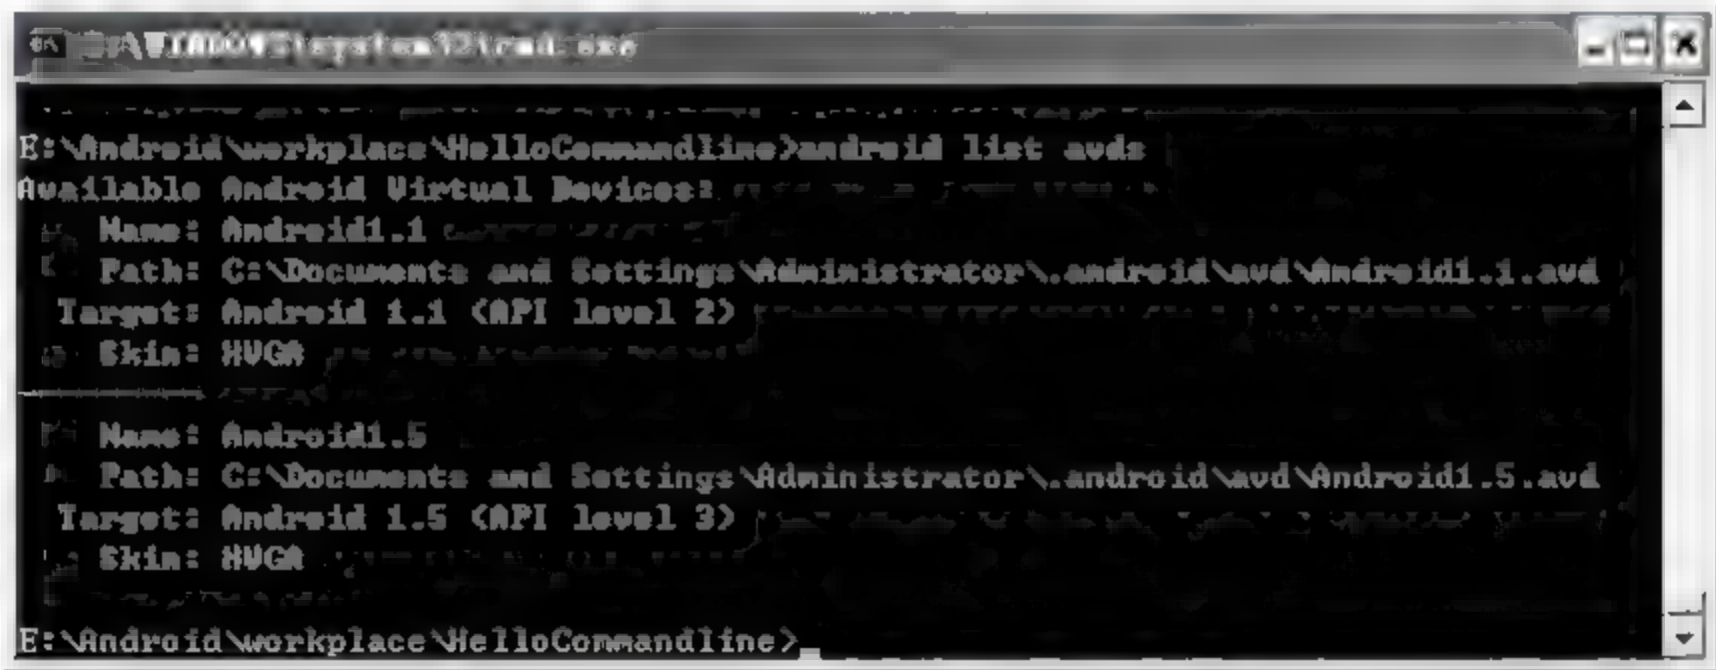 E:\Android\workplace\HelloCommandline>android list avds
Available Android Virtual Devices:
Name: Android1.1
Path: C:\Documents and Settings\Administrator\.android\avd\Android1.1.avd
Target: Android 1.1 (API level 2)
Skin: HVGA
---------
Name: Android1.5
Path: C:\Documents and Settings\Administrator\.android\avd\Android1.5.avd
Target: Android 1.5 (API level 3)
Skin: HVGA
E:\Android\workplace\HelloCommandline>_